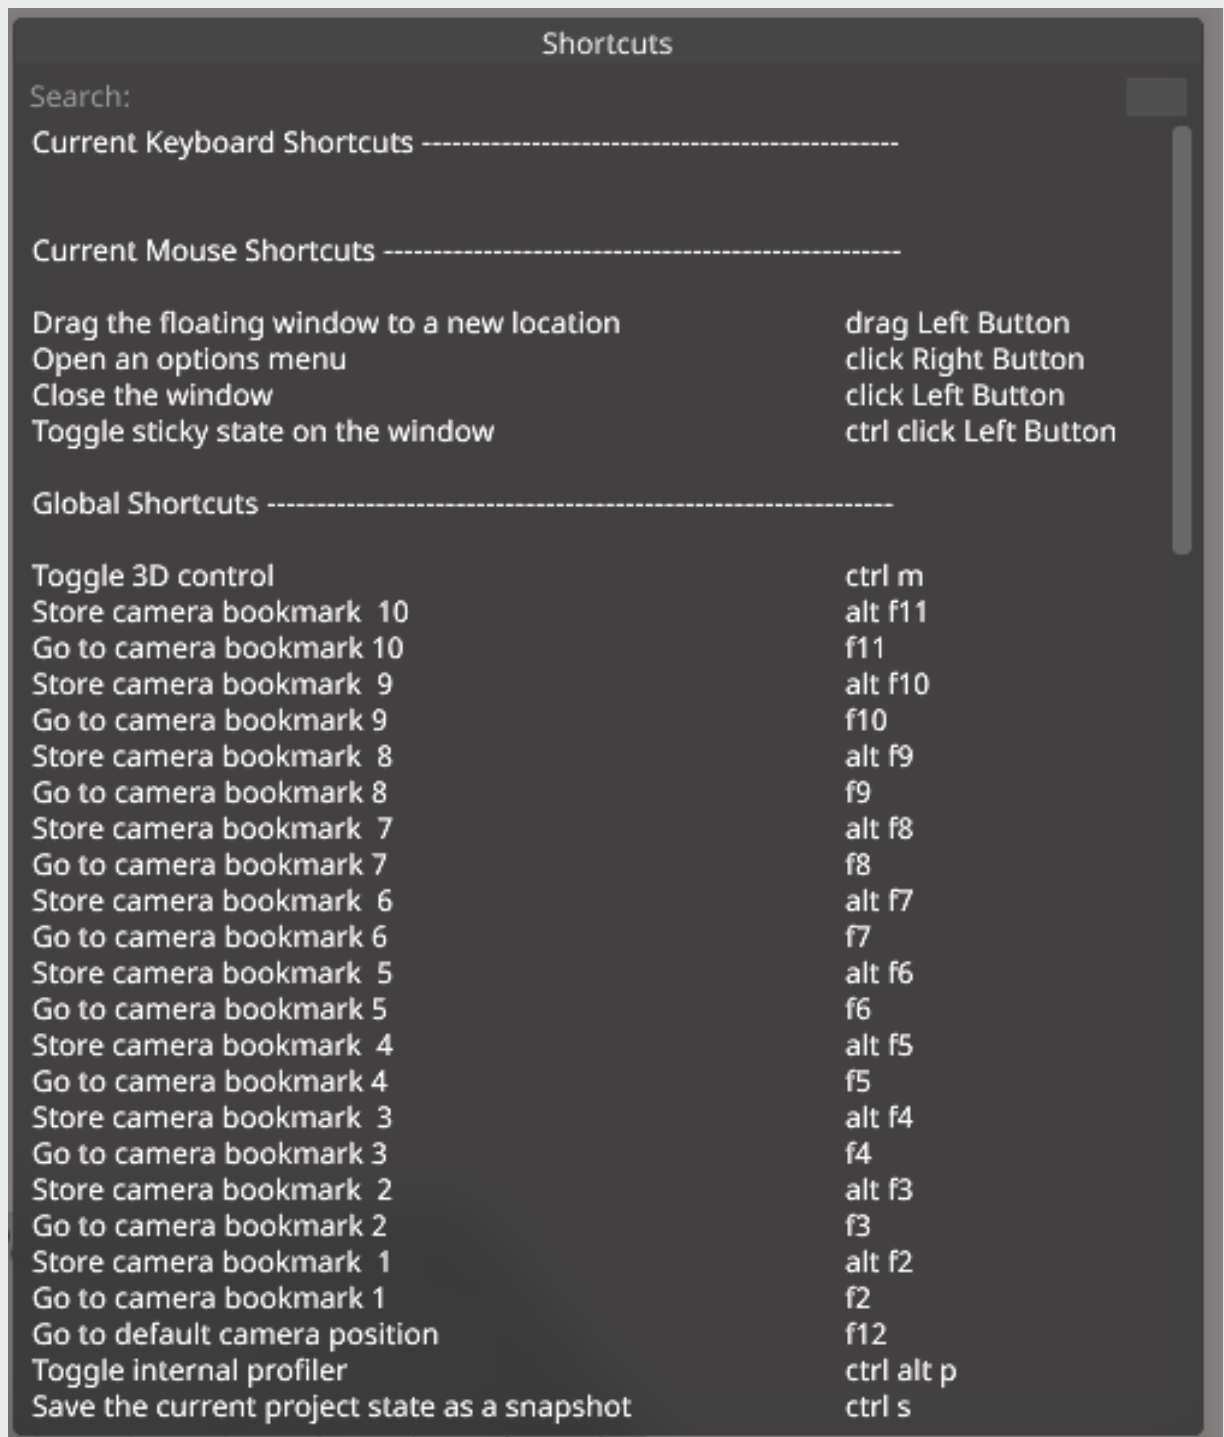 Shortcuts
Search:
Current Keyboard Shortcuts ------------------------------------------------
Current Mouse Shortcuts ----------------------------------------------------
Drag the floating window to a new location drag Left Button
Open an options menu click Right Button
Close the window click Left Button
Toggle sticky state on the window ctrl click Left Button
Global Shortcuts ---------------------------------------------------------------
Toggle 3D control ctrl m
Store camera bookmark  10 alt f11
Go to camera bookmark 10 f11
Store camera bookmark  9 alt f10
Go to camera bookmark 9 f10
Store camera bookmark  8 alt f9
Go to camera bookmark 8 f9
Store camera bookmark  7 alt f8
Go to camera bookmark 7 f8
Store camera bookmark  6 alt f7
Go to camera bookmark 6 f7
Store camera bookmark  5 alt f6
Go to camera bookmark 5 f6
Store camera bookmark  4 alt f5
Go to camera bookmark 4 f5
Store camera bookmark  3 alt f4
Go to camera bookmark 3 f4
Store camera bookmark  2 alt f3
Go to camera bookmark 2 f3
Store camera bookmark  1 alt f2
Go to camera bookmark 1 f2
Go to default camera position f12
Toggle internal profiler ctrl alt p
Save the current project state as a snapshot ctrl s